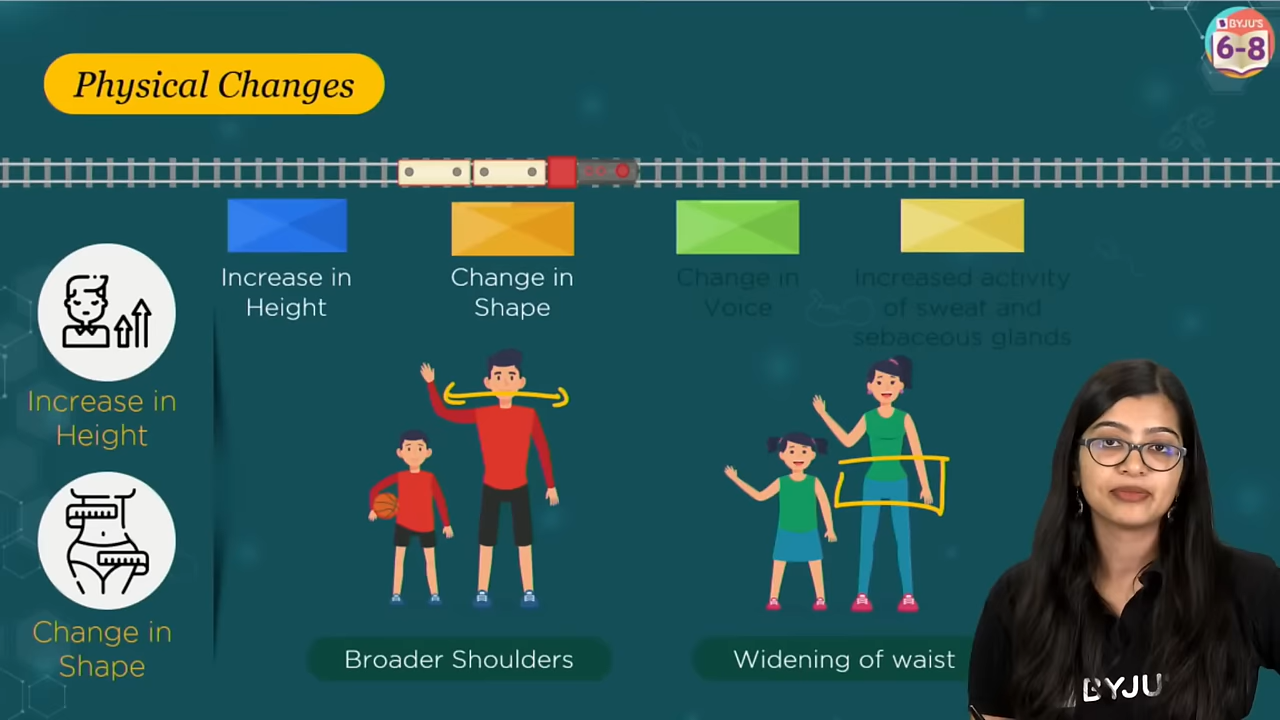 BYJU'S
6-8
Physical Changes
Increase in
Height
Change in
Shape
Change in
Voice
Increased activity
of sweat and
sebaceous glands
Increase in
Height
Change in
Shape
Broader Shoulders
Widening of waist
BYJU